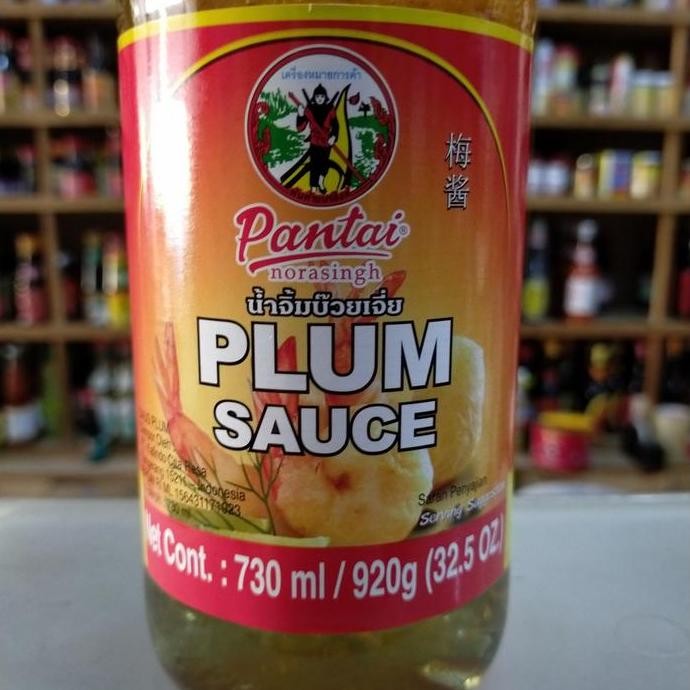 เครื่องหมายการค้า
梅酱
Pantai®
norasingh
น้ำจิ้มบ๊วยเจี่ย
PLUM
SAUCE
PLUM
Indonesia
156431171023
Saran Penyajian
Serving
Net Cont. : 730 ml / 920g (32.5 OZ.)